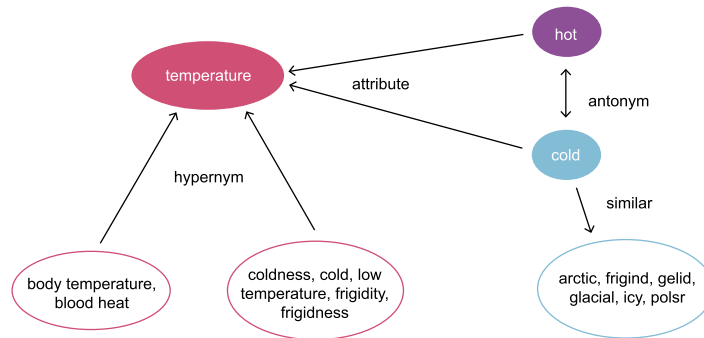 hot
temperature
attribute
antonym
cold
hypernym
similar
body temperature,
blood heat
coldness, cold, low
temperature, frigidity,
frigidness
arctic, frigind, gelid,
glacial, icy, polsr